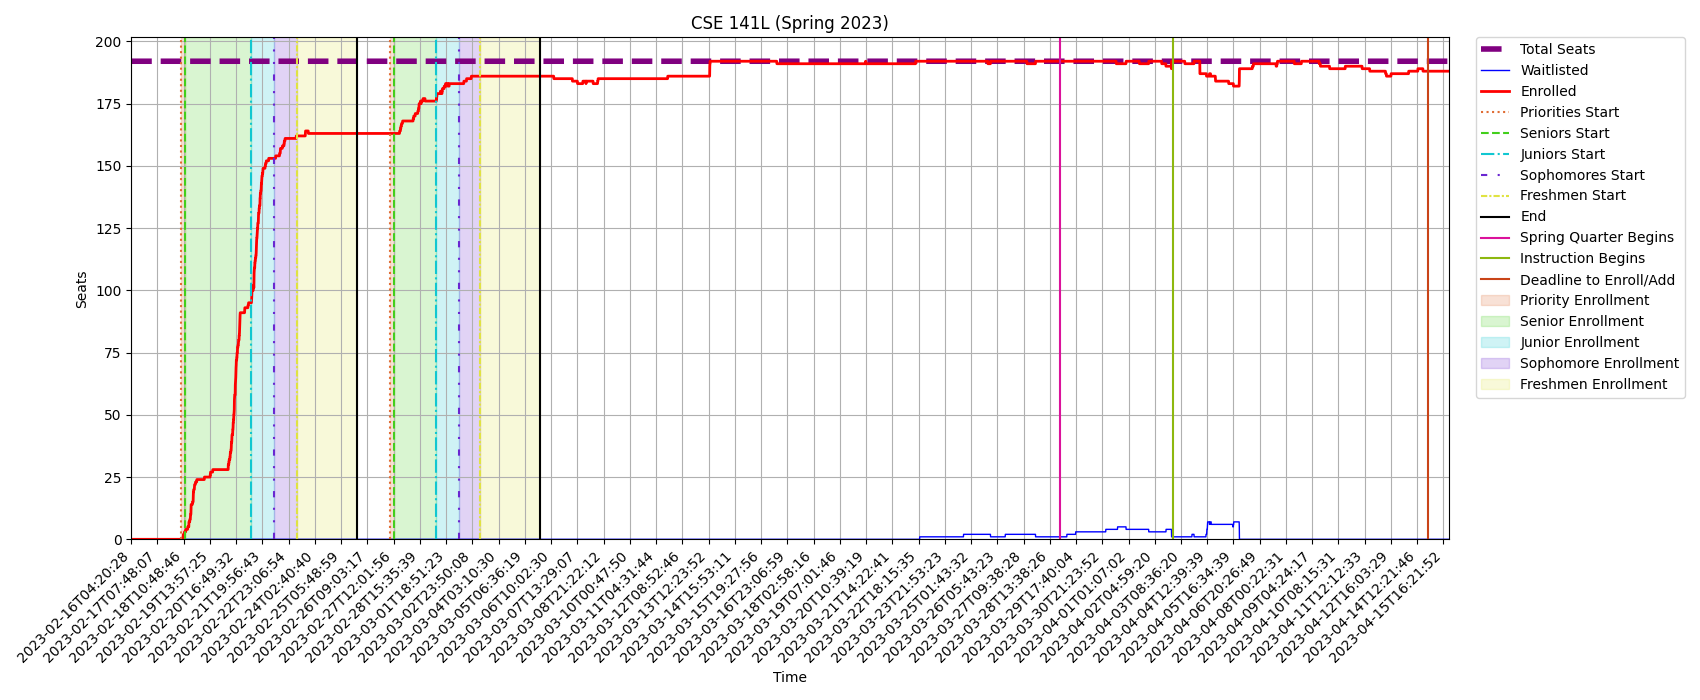 CSE 141L (Spring 2023)
Seats
200
175
150
125
100
75
50
25
0
2023-02-16T04:20:28
2023-02-17T07:48:07
2023-02-18T10:48:46
2023-02-19T13:57:25
2023-02-20T16:49:32
2023-02-21T19:56:43
2023-02-22T23:06:54
2023-02-24T02:40:40
2023-02-25T05:48:59
2023-02-26T09:03:17
2023-02-27T12:01:56
2023-02-28T15:35:39
2023-03-01T18:51:23
2023-03-02T23:50:08
2023-03-04T03:10:30
2023-03-05T06:36:19
2023-03-06T10:02:30
2023-03-07T13:29:07
2023-03-08T21:22:12
2023-03-10T00:47:50
2023-03-11T04:31:44
2023-03-12T08:52:46
2023-03-13T12:23:52
2023-03-14T15:53:11
2023-03-15T19:27:56
2023-03-16T23:06:59
2023-03-18T02:58:16
2023-03-19T07:01:46
2023-03-20T10:39:19
2023-03-21T14:22:41
2023-03-22T18:15:35
2023-03-23T21:53:23
2023-03-25T01:43:32
2023-03-26T05:43:23
2023-03-27T09:38:28
2023-03-28T13:38:26
2023-03-29T17:40:04
2023-03-30T21:23:52
2023-04-01T01:07:02
2023-04-02T04:59:20
2023-04-03T08:36:20
2023-04-04T12:39:39
2023-04-05T16:34:39
2023-04-06T20:26:49
2023-04-08T00:22:31
2023-04-09T04:24:17
2023-04-10T08:15:31
2023-04-11T12:12:33
2023-04-12T16:03:29
2023-04-14T12:21:46
2023-04-15T16:21:52
Time
Total Seats
Waitlisted
Enrolled
Priorities Start
Seniors Start
Juniors Start
Sophomores Start
Freshmen Start
End
Spring Quarter Begins
Instruction Begins
Deadline to Enroll/Add
Priority Enrollment
Senior Enrollment
Junior Enrollment
Sophomore Enrollment
Freshmen Enrollment